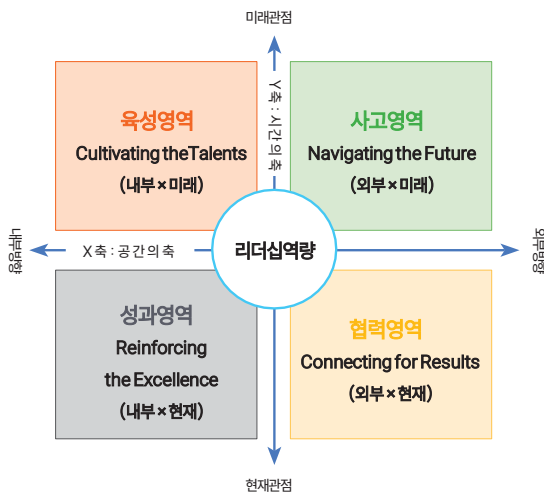 미래관점
Y축 : 시간의축
육성영역
Cultivating theTalents
(내부 × 미래)
사고영역
Navigating the Future
(외부 × 미래)
내부방향
X축 : 공간의축
리더십역량
외부방향
성과영역
Reinforcing
the Excellence
(내부 × 현재)
협력영역
Connecting for Results
(외부 × 현재)
현재관점